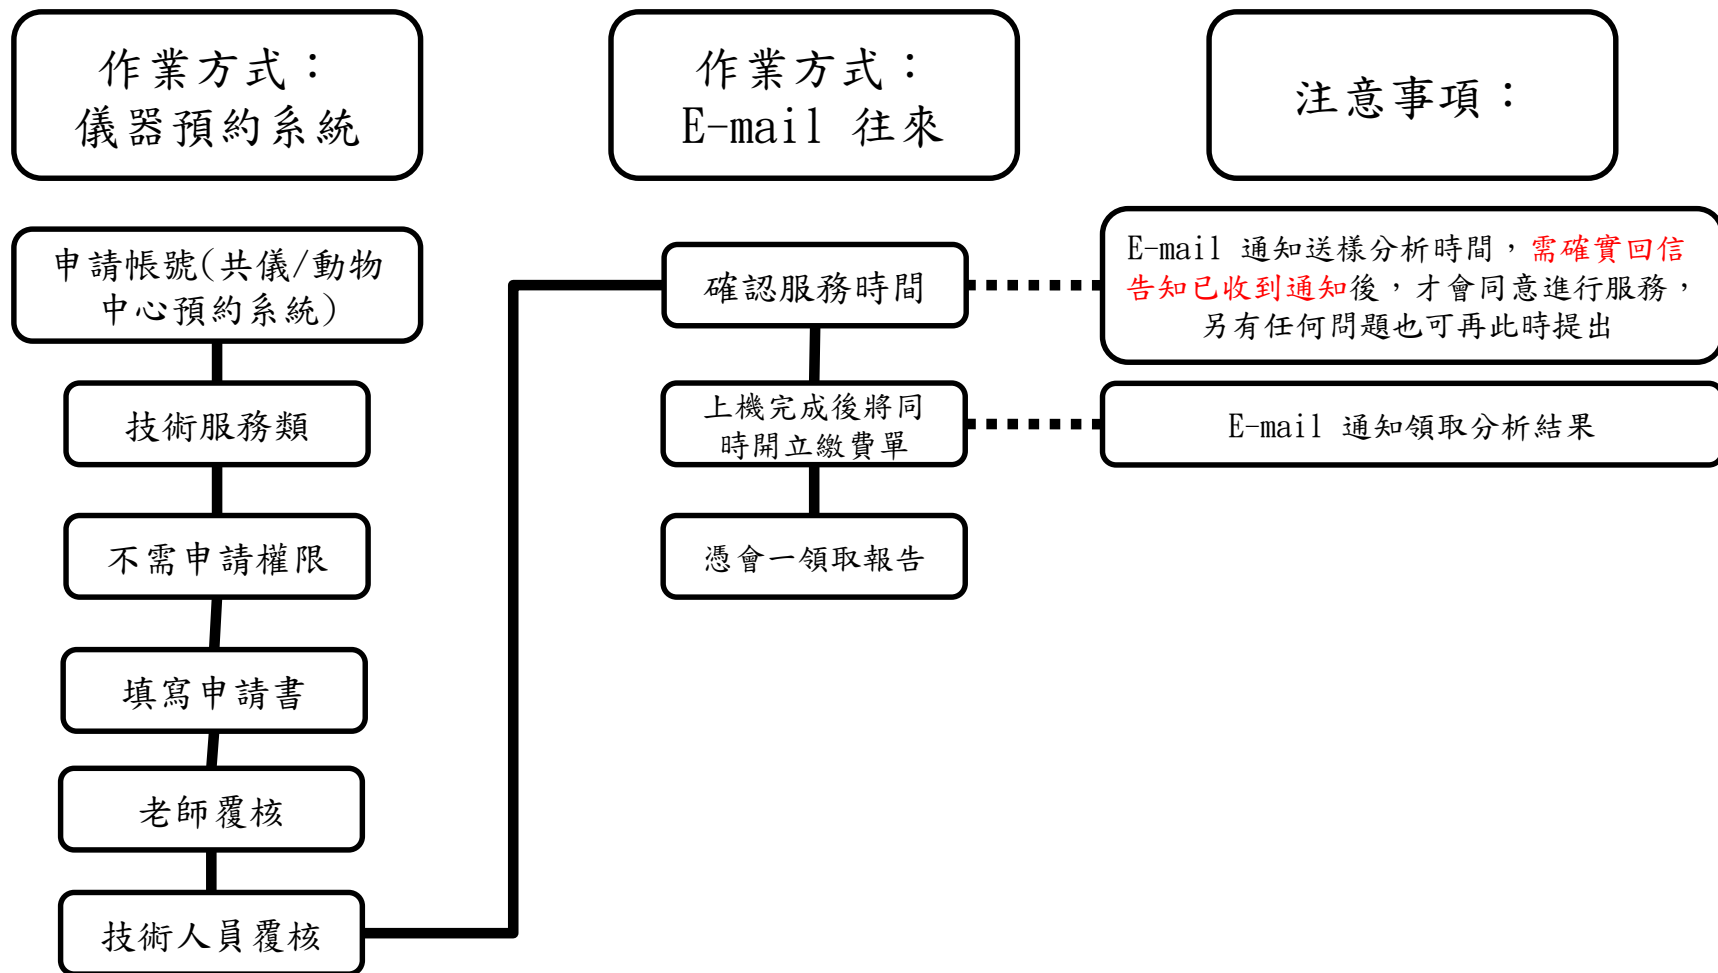 作業方式：
儀器預約系統
申請帳號(共儀/動物
中心預約系統)
技術服務類
不需申請權限
填寫申請書
老師覆核
技術人員覆核
作業方式：
E-mail 往來
確認服務時間
上機完成後將同
時開立繳費單
憑會一領取報告
注意事項：
E-mail 通知送樣分析時間，需確實回信
告知已收到通知後，才會同意進行服務，
另有任何問題也可再此時提出
E-mail 通知領取分析結果